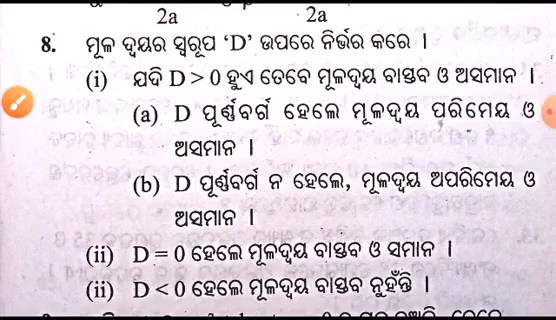 2a 2a
8. ମୂଳ ଦ୍ୱୟର ସ୍ୱରୂପ ‘D’ ଉପରେ ନିର୍ଭର କରେ ।
(i) ଯଦି D > 0 ହୁଏ ତେବେ ମୂଳଦ୍ୱୟ ବାସ୍ତବ ଓ ଅସମାନ ।
(a) D ପୂର୍ଣ୍ଣବର୍ଗ ହେଲେ ମୂଳଦ୍ୱୟ ପରିମେୟ ଓ
ଅସମାନ ।
(b) D ପୂର୍ଣ୍ଣବର୍ଗ ନ ହେଲେ, ମୂଳଦ୍ୱୟ ଅପରିମେୟ ଓ
ଅସମାନ ।
(ii) D = 0 ହେଲେ ମୂଳଦ୍ୱୟ ବାସ୍ତବ ଓ ସମାନ ।
(ii) D < 0 ହେଲେ ମୂଳଦ୍ୱୟ ବାସ୍ତବ ନୁହଁନ୍ତି ।